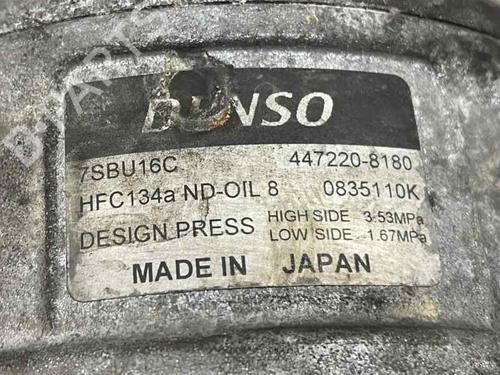 DENSO
7SBU16C 447220-8180
HFC134a ND-OIL 8 0835110K
DESIGN PRESS HIGH SIDE 3.53MPa
LOW SIDE 1.67MPa
MADE IN JAPAN
B-PARTS